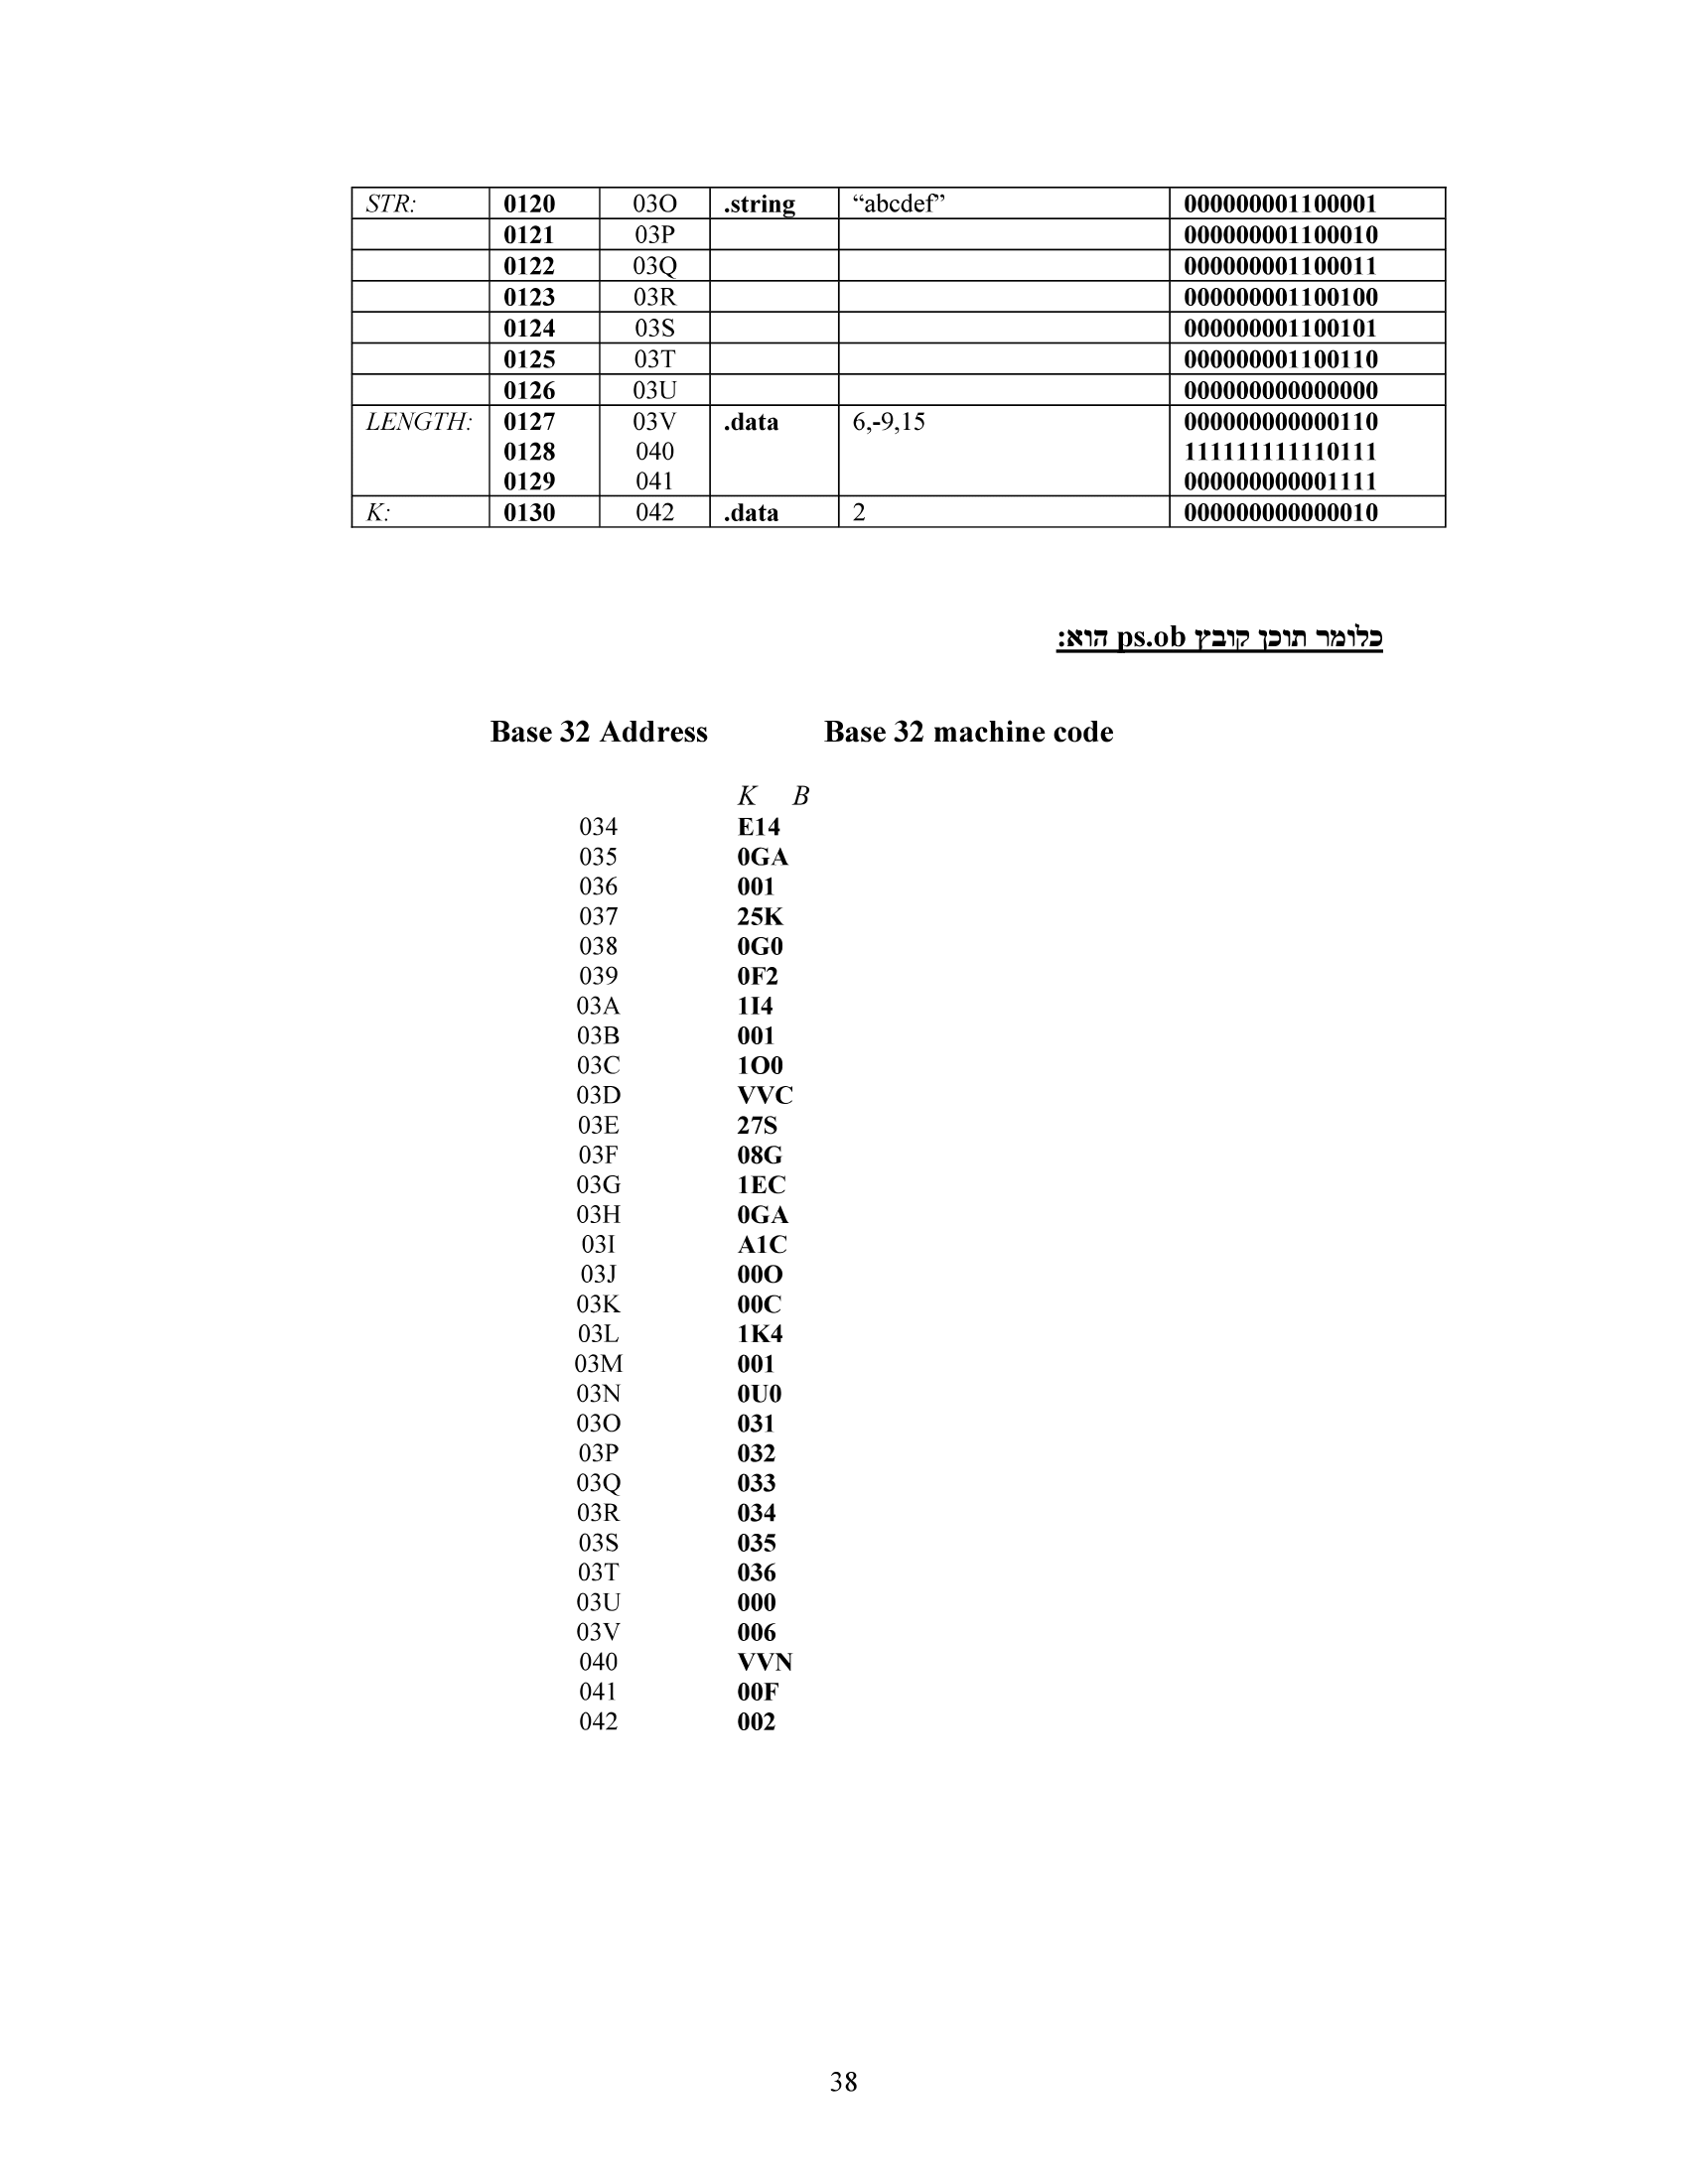 STR: 0120 03O .string “abcdef” 000000001100001
0121 03P 000000001100010
0122 03Q 000000001100011
0123 03R 000000001100100
0124 03S 000000001100101
0125 03T 000000001100110
0126 03U 000000000000000
LENGTH: 0127 03V .data 6,-9,15 000000000000110
0128 040 111111111110111
0129 041 000000000001111
K: 0130 042 .data 2 000000000000010
כלומר תוכן קובץ ps.ob הוא:
Base 32 Address Base 32 machine code
K B
034 E14
035 0GA
036 001
037 25K
038 0G0
039 0F2
03A 1I4
03B 001
03C 1O0
03D VVC
03E 27S
03F 08G
03G 1EC
03H 0GA
03I A1C
03J 00O
03K 00C
03L 1K4
03M 001
03N 0U0
03O 031
03P 032
03Q 033
03R 034
03S 035
03T 036
03U 000
03V 006
040 VVN
041 00F
042 002
38